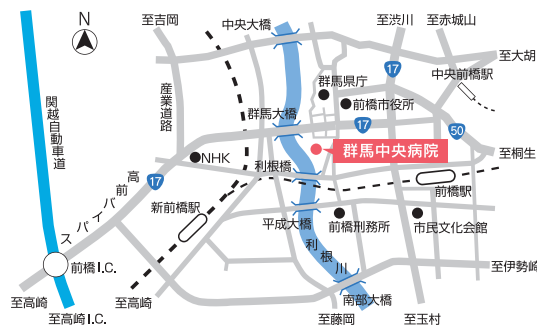 N
至吉岡
中央大橋
至渋川
至赤城山
至大胡
17
中央前橋駅
群馬県庁
前橋市役所
産業道路
関越自動車道
群馬大橋
17
50
NHK
群馬中央病院
至桐生
利根橋
高前バイパス
17
新前橋駅
前橋駅
平成大橋
前橋刑務所
市民文化会館
利根川
前橋I.C.
至伊勢崎
至高崎
至高崎I.C.
至高崎
南部大橋
至藤岡
至玉村